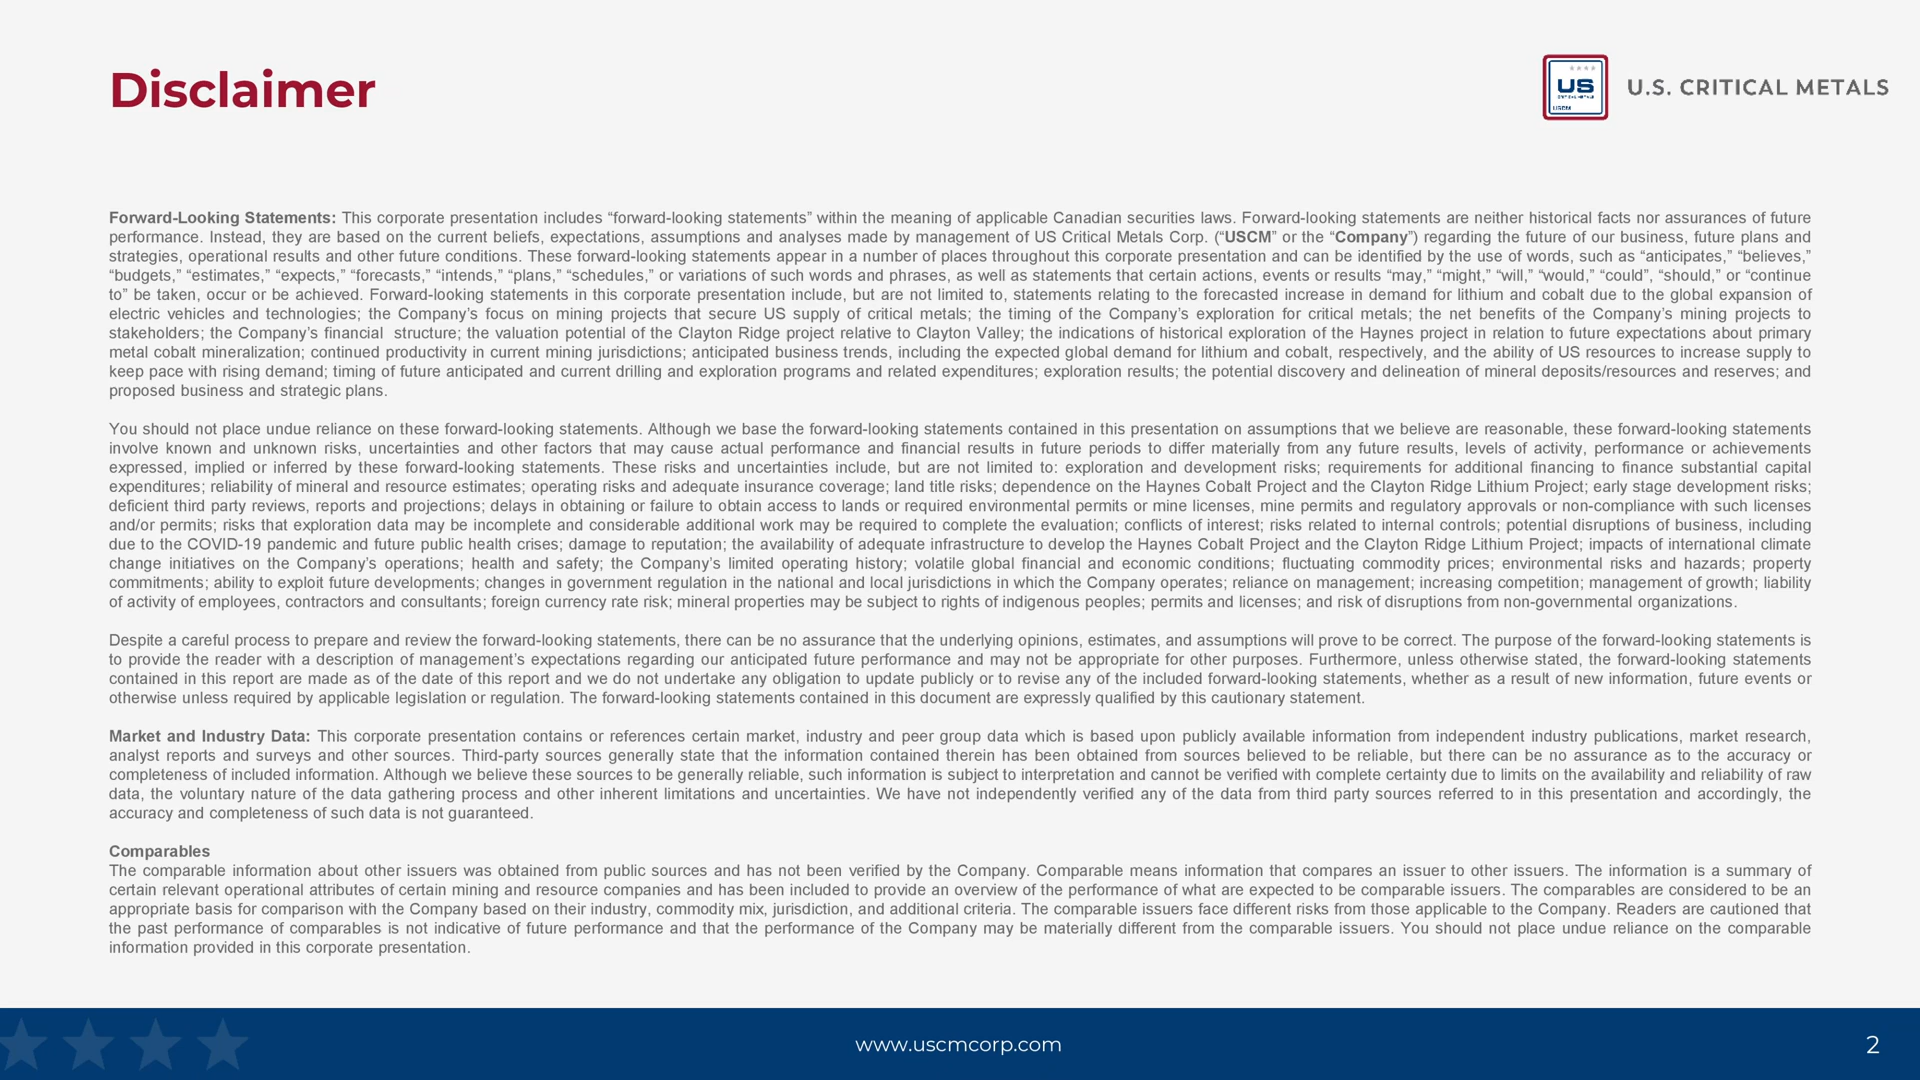 Disclaimer
US
USCM
U.S. CRITICAL METALS
Forward-Looking Statements: This corporate presentation includes “forward-looking statements” within the meaning of applicable Canadian securities laws. Forward-looking statements are neither historical facts nor assurances of future
performance. Instead, they are based on the current beliefs, expectations, assumptions and analyses made by management of US Critical Metals Corp. (“USCM” or the “Company”) regarding the future of our business, future plans and
strategies, operational results and other future conditions. These forward-looking statements appear in a number of places throughout this corporate presentation and can be identified by the use of words, such as “anticipates,” “believes,”
“budgets,” “estimates,” “expects,” “forecasts,” “intends,” “plans,” “schedules,” or variations of such words and phrases, as well as statements that certain actions, events or results “may,” “might,” “will,” “would,” “could”, “should,” or “continue
to” be taken, occur or be achieved. Forward-looking statements in this corporate presentation include, but are not limited to, statements relating to the forecasted increase in demand for lithium and cobalt due to the global expansion of
electric vehicles and technologies; the Company’s focus on mining projects that secure US supply of critical metals; the timing of the Company’s exploration for critical metals; the net benefits of the Company’s mining projects to
stakeholders; the Company’s financial structure; the valuation potential of the Clayton Ridge project relative to Clayton Valley; the indications of historical exploration of the Haynes project in relation to future expectations about primary
metal cobalt mineralization; continued productivity in current mining jurisdictions; anticipated business trends, including the expected global demand for lithium and cobalt, respectively, and the ability of US resources to increase supply to
keep pace with rising demand; timing of future anticipated and current drilling and exploration programs and related expenditures; exploration results; the potential discovery and delineation of mineral deposits/resources and reserves; and
proposed business and strategic plans.
You should not place undue reliance on these forward-looking statements. Although we base the forward-looking statements contained in this presentation on assumptions that we believe are reasonable, these forward-looking statements
involve known and unknown risks, uncertainties and other factors that may cause actual performance and financial results in future periods to differ materially from any future results, levels of activity, performance or achievements
expressed, implied or inferred by these forward-looking statements. These risks and uncertainties include, but are not limited to: exploration and development risks; requirements for additional financing to finance substantial capital
expenditures; reliability of mineral and resource estimates; operating risks and adequate insurance coverage; land title risks; dependence on the Haynes Cobalt Project and the Clayton Ridge Lithium Project; early stage development risks;
deficient third party reviews, reports and projections; delays in obtaining or failure to obtain access to lands or required environmental permits or mine licenses, mine permits and regulatory approvals or non-compliance with such licenses
and/or permits; risks that exploration data may be incomplete and considerable additional work may be required to complete the evaluation; conflicts of interest; risks related to internal controls; potential disruptions of business, including
due to the COVID-19 pandemic and future public health crises; damage to reputation; the availability of adequate infrastructure to develop the Haynes Cobalt Project and the Clayton Ridge Lithium Project; impacts of international climate
change initiatives on the Company’s operations; health and safety; the Company’s limited operating history; volatile global financial and economic conditions; fluctuating commodity prices; environmental risks and hazards; property
commitments; ability to exploit future developments; changes in government regulation in the national and local jurisdictions in which the Company operates; reliance on management; increasing competition; management of growth; liability
of activity of employees, contractors and consultants; foreign currency rate risk; mineral properties may be subject to rights of indigenous peoples; permits and licenses; and risk of disruptions from non-governmental organizations.
Despite a careful process to prepare and review the forward-looking statements, there can be no assurance that the underlying opinions, estimates, and assumptions will prove to be correct. The purpose of the forward-looking statements is
to provide the reader with a description of management’s expectations regarding our anticipated future performance and may not be appropriate for other purposes. Furthermore, unless otherwise stated, the forward-looking statements
contained in this report are made as of the date of this report and we do not undertake any obligation to update publicly or to revise any of the included forward-looking statements, whether as a result of new information, future events or
otherwise unless required by applicable legislation or regulation. The forward-looking statements contained in this document are expressly qualified by this cautionary statement.
Market and Industry Data: This corporate presentation contains or references certain market, industry and peer group data which is based upon publicly available information from independent industry publications, market research,
analyst reports and surveys and other sources. Third-party sources generally state that the information contained therein has been obtained from sources believed to be reliable, but there can be no assurance as to the accuracy or
completeness of included information. Although we believe these sources to be generally reliable, such information is subject to interpretation and cannot be verified with complete certainty due to limits on the availability and reliability of raw
data, the voluntary nature of the data gathering process and other inherent limitations and uncertainties. We have not independently verified any of the data from third party sources referred to in this presentation and accordingly, the
accuracy and completeness of such data is not guaranteed.
Comparables
The comparable information about other issuers was obtained from public sources and has not been verified by the Company. Comparable means information that compares an issuer to other issuers. The information is a summary of
certain relevant operational attributes of certain mining and resource companies and has been included to provide an overview of the performance of what are expected to be comparable issuers. The comparables are considered to be an
appropriate basis for comparison with the Company based on their industry, commodity mix, jurisdiction, and additional criteria. The comparable issuers face different risks from those applicable to the Company. Readers are cautioned that
the past performance of comparables is not indicative of future performance and that the performance of the Company may be materially different from the comparable issuers. You should not place undue reliance on the comparable
information provided in this corporate presentation.
www.uscmcorp.com
2